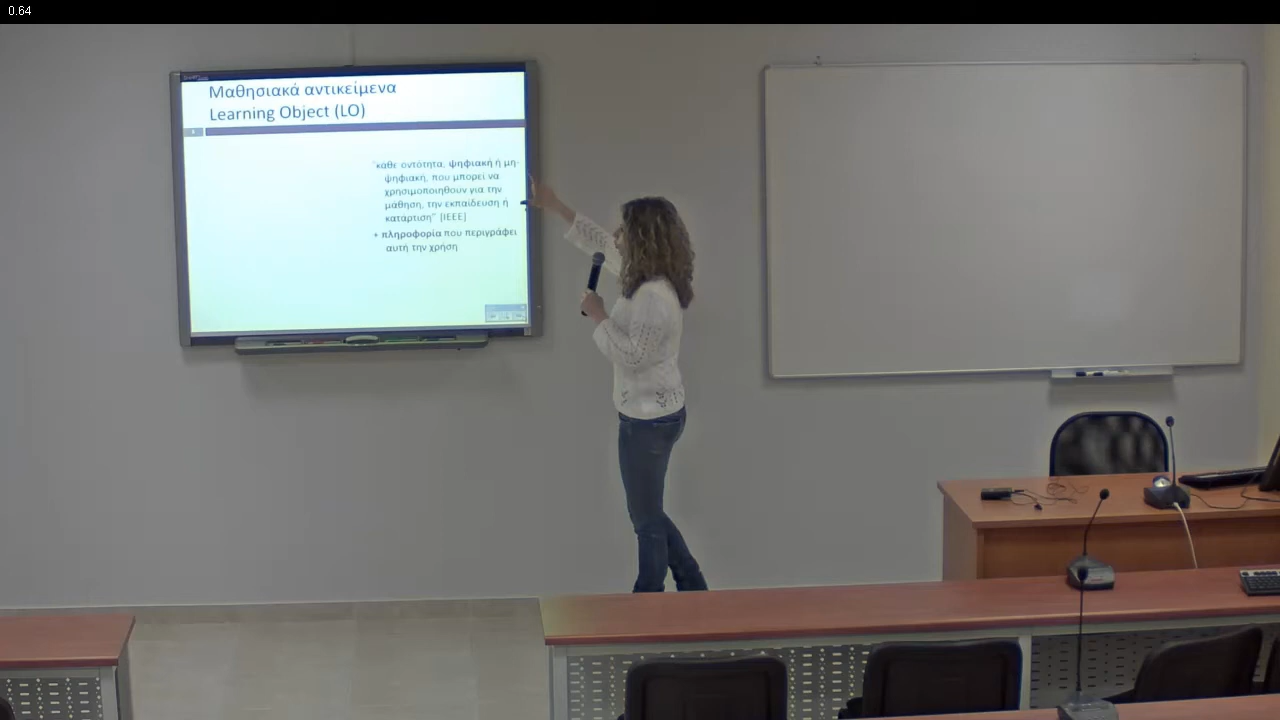 0.64
Μαθησιακά αντικείμενα
Learning Object (LO)
"κάθε οντότητα, ψηφιακή ή μη-
ψηφιακή, που μπορεί να
χρησιμοποιηθούν για την
μάθηση, την εκπαίδευση ή
κατάρτιση" [IEEE]
+ πληροφορία που περιγράφει
αυτή την χρήση